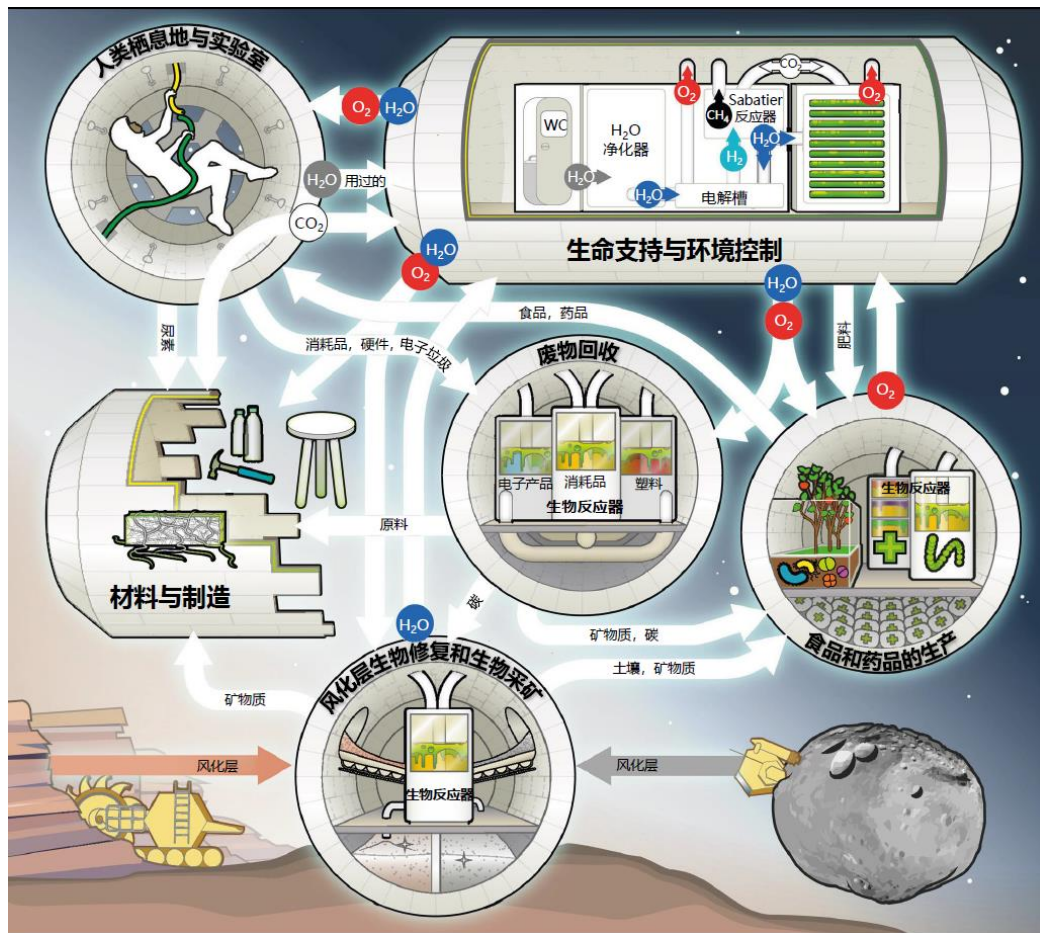 人类栖息地与实验室
O₂
H₂O
H₂O
用过的
CO₂
WC
H₂O
净化器
H₂O
H₂O
O₂
CH₄
Sabatier
反应器
CO₂
H₂
H₂O
O₂
电解槽
生命支持与环境控制
H₂O
O₂
H₂O
O₂
尿素
消耗品，硬件，电子垃圾
食品，药品
肥料
O₂
废物回收
电子产品
消耗品
塑料
生物反应器
生物反应器
食品和药品的生产
原料
材料与制造
碳
矿物质，碳
土壤，矿物质
矿物质
H₂O
风化层生物修复和生物采矿
生物反应器
风化层
风化层